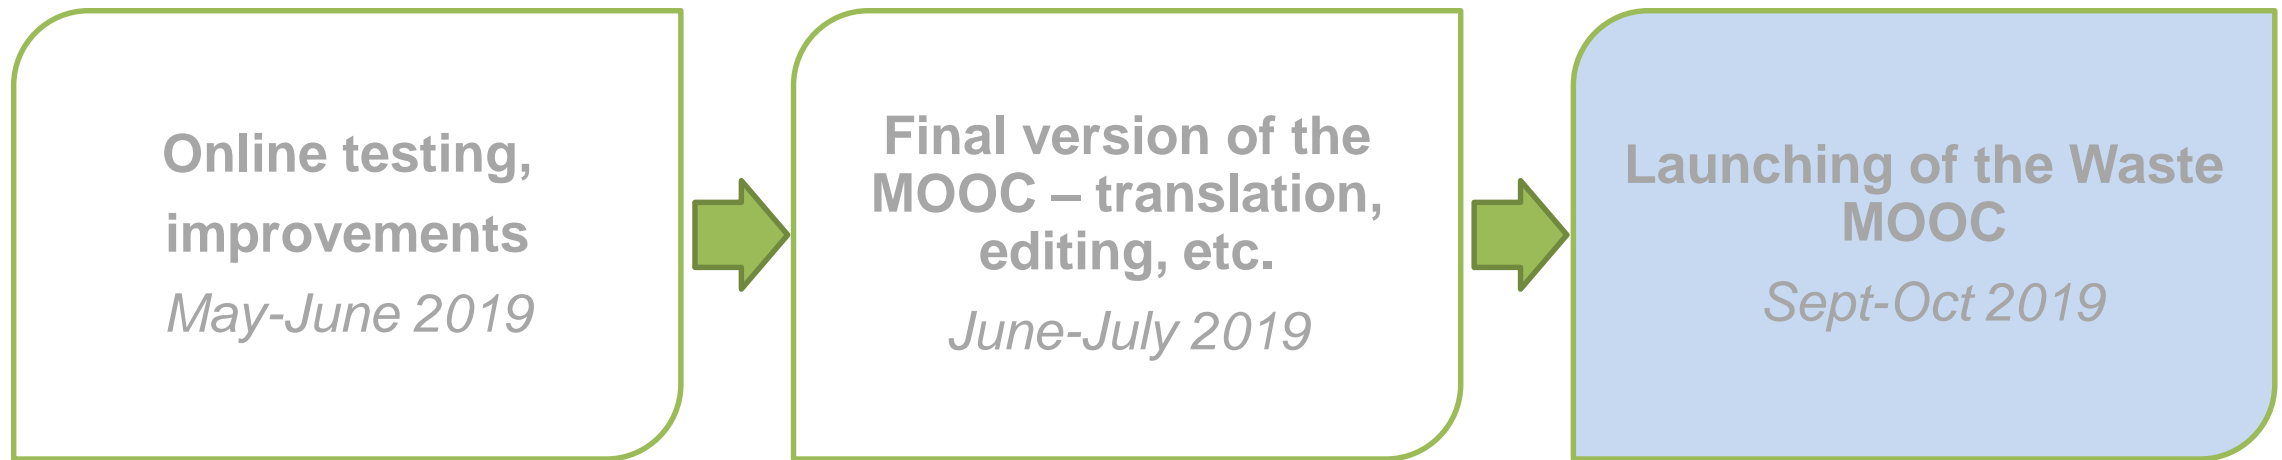 Online testing,
improvements
May-June 2019
Final version of the
MOOC – translation,
editing, etc.
June-July 2019
Launching of the Waste
MOOC
Sept-Oct 2019